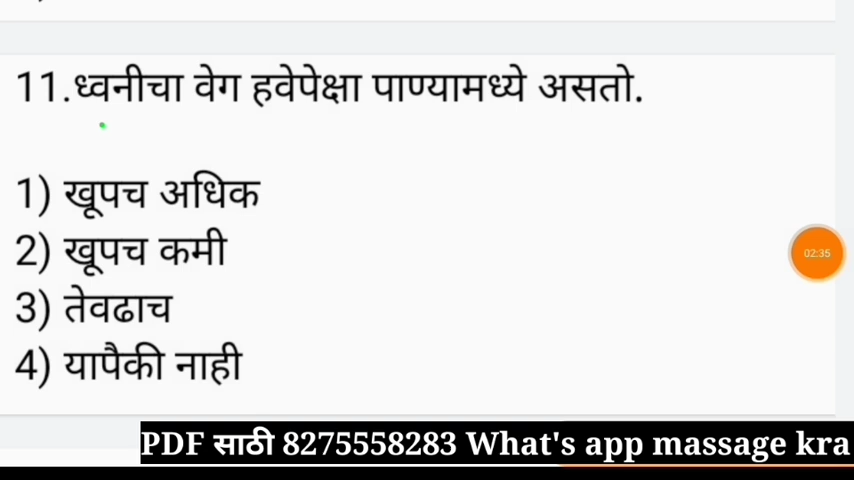 11.ध्वनीचा वेग हवेपेक्षा पाण्यामध्ये असतो.
1) खूपच अधिक
2) खूपच कमी
02:35
3) तेवढाच
4) यापैकी नाही
PDF साठी 8275558283 What's app massage kra